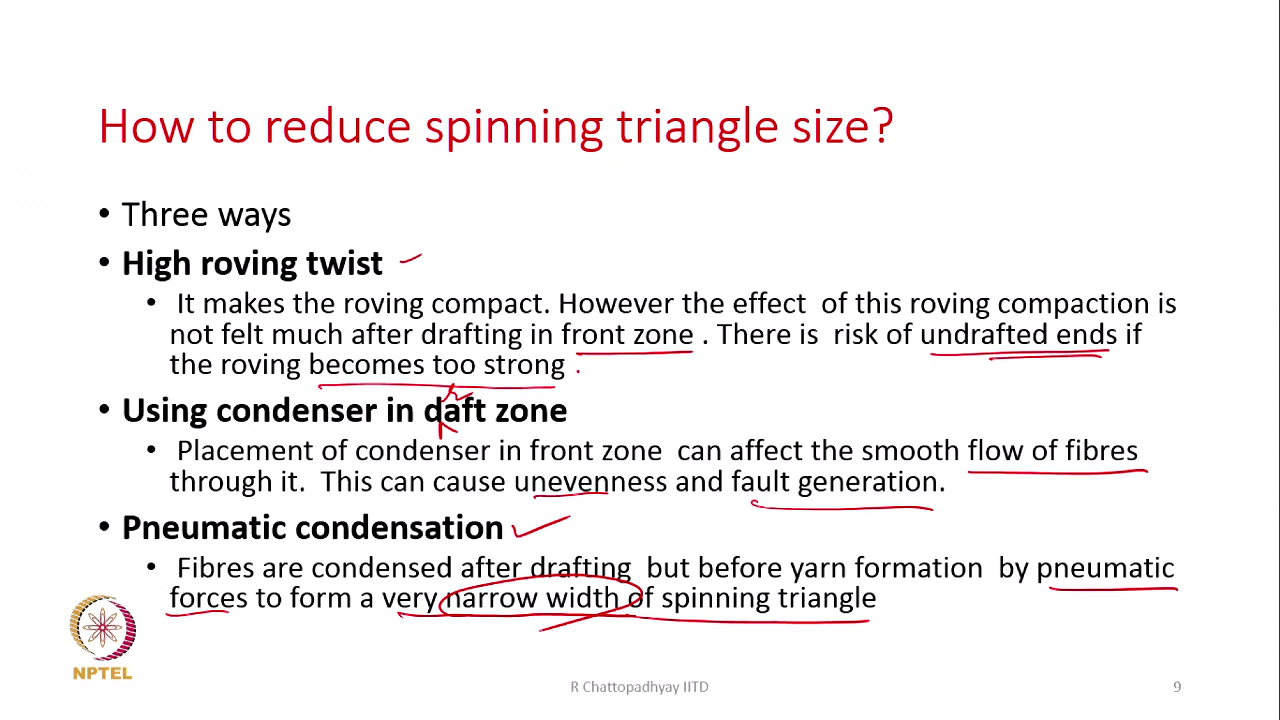 How to reduce spinning triangle size?
• Three ways
• High roving twist
• It makes the roving compact. However the effect of this roving compaction is
not felt much after drafting in front zone . There is risk of undrafted ends if
the roving becomes too strong .
• Using condenser in daft zone
r
• Placement of condenser in front zone can affect the smooth flow of fibres
through it. This can cause unevenness and fault generation.
• Pneumatic condensation
• Fibres are condensed after drafting but before yarn formation by pneumatic
forces to form a very narrow width of spinning triangle
NPTEL
R Chattopadhyay IITD
9